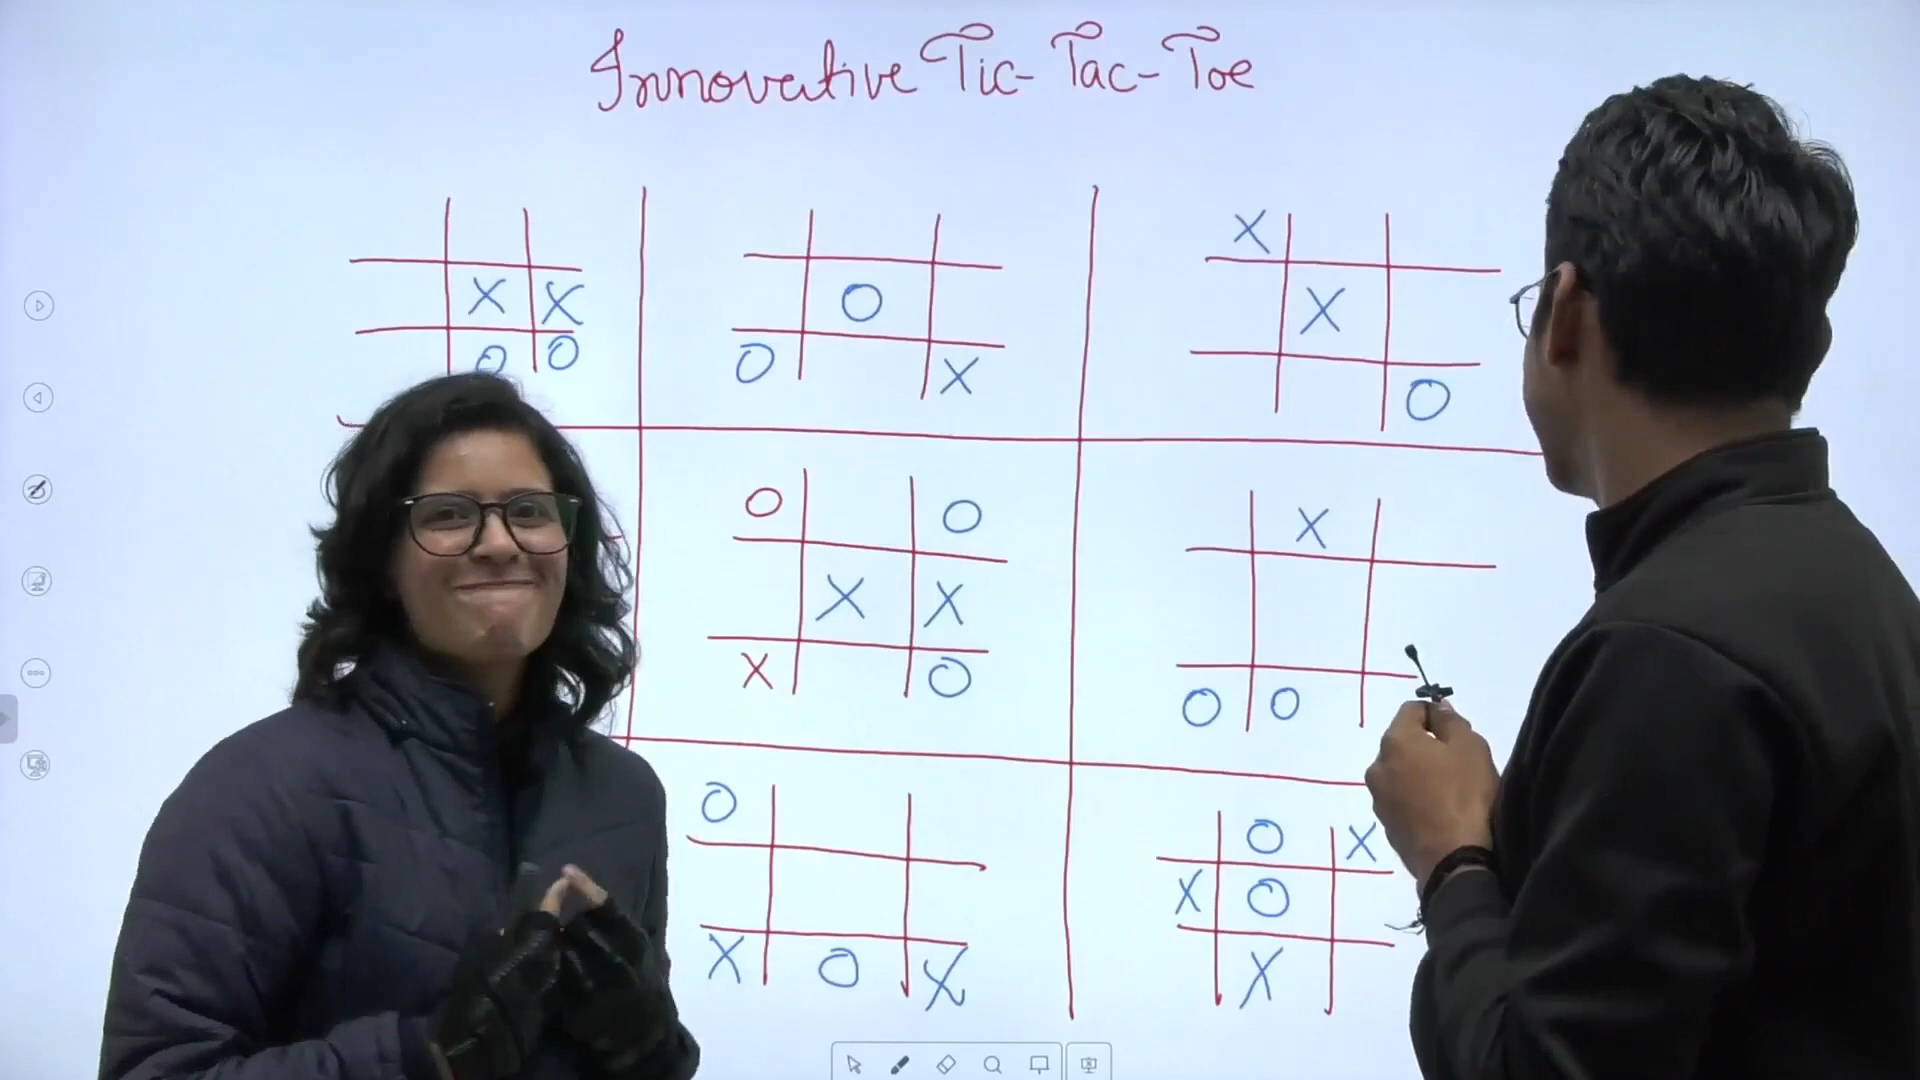 Innovative Tic-Tac-Toe
X
X X O X
O O O X O
O O X
X X
X O O O
O X
O X O
X O X X